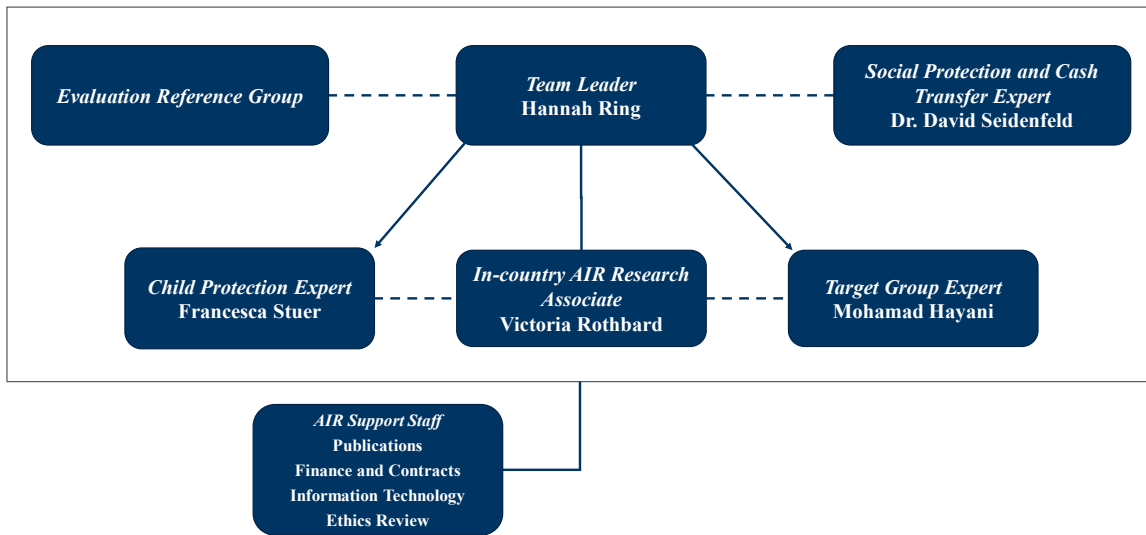 Evaluation Reference Group
Team Leader
Hannah Ring
Social Protection and Cash
Transfer Expert
Dr. David Seidenfeld
Child Protection Expert
Francesca Stuer
In-country AIR Research
Associate
Victoria Rothbard
Target Group Expert
Mohamad Hayani
AIR Support Staff
Publications
Finance and Contracts
Information Technology
Ethics Review